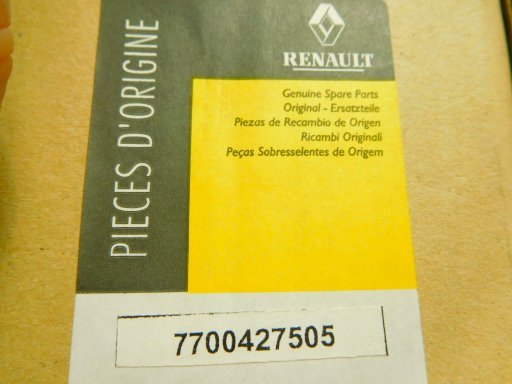 PIECES D'ORIGINE
RENAULT
Genuine Spare Parts
Original - Ersatzteile
Piezas de Recambio de Origen
Ricambi Originali
Peças Sobresselentes de Origem
7700427505